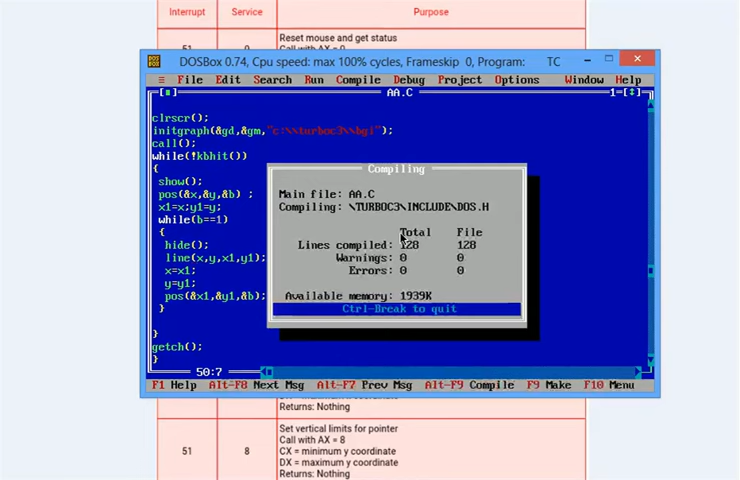 Interrupt Service Purpose
Reset mouse and get status
51 0 Call with AX = 0
DOSBox 0.74, Cpu speed: max 100% cycles, Frameskip 0, Program: TC
≡ File Edit Search Run Compile Debug Project Options Window Help
[■] AA.C 1=[↕]
clrscr();
initgraph(&gd,&gm,"c:\\turboc3\\bgi");
call();
while(!kbhit())
{
show();
pos(&x,&y,&b) ;
x1=x;y1=y;
while(b==1)
{
hide();
line(x,y,x1,y1);
x=x1;
y=y1;
pos(&x1,&y1,&b);
}
}
getch();
}
50:7
Compiling
Main file: AA.C
Compiling: \TURBOC3\INCLUDE\DOS.H
Total File
Lines compiled: 128 128
Warnings: 0 0
Errors: 0 0
Available memory: 1939K
Ctrl-Break to quit
F1 Help Alt-F8 Next Msg Alt-F7 Prev Msg Alt-F9 Compile F9 Make F10 Menu
Returns: Nothing
Set vertical limits for pointer
Call with AX = 8
51 8 CX = minimum y coordinate
DX = maximum y coordinate
Returns: Nothing